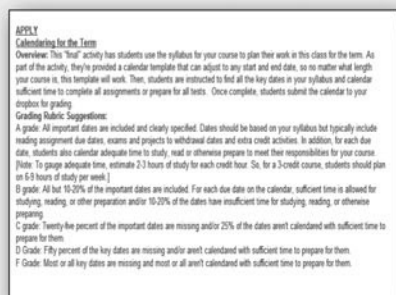 APPLY
Calendaring for the Term
Overview: This "final" activity has students use the syllabus for your course to plan their work in this class for the term. As
part of the activity, they're provided a calendar template that can adjust to any start and end date, so no matter what length
your course is, this template will work. Then, students are instructed to find all the key dates in your syllabus and calendar
sufficient time to complete all assignments or prepare for all tests. Once complete, students submit the calendar to your
dropbox for grading.
Grading Rubric Suggestions:
A grade: All important dates are included and clearly specified. Dates should be based on your syllabus but typically include
reading assignment due dates, exams and projects to withdrawal dates and extra credit activities. In addition, for each due
date, students also calendar adequate time to study, read or otherwise prepare to meet their responsibilities for your course.
[Note: To gauge adequate time, estimate 2-3 hours of study for each credit hour. So, for a 3-credit course, students should plan
on 6-9 hours of study per week.]
B grade: All but 10-20% of the important dates are included. For each due date on the calendar, sufficient time is allowed for
studying, reading, or other preparation and/or 10-20% of the dates have insufficient time for studying, reading, or otherwise
preparing.
C grade: Twenty-five percent of the important dates are missing and/or 25% of the dates aren't calendared with sufficient time to
prepare for them.
D Grade: Fifty percent of the key dates are missing and/or aren't calendared with sufficient time to prepare for them.
F Grade: Most or all key dates are missing and most or all aren't calendared with sufficient time to prepare for them.